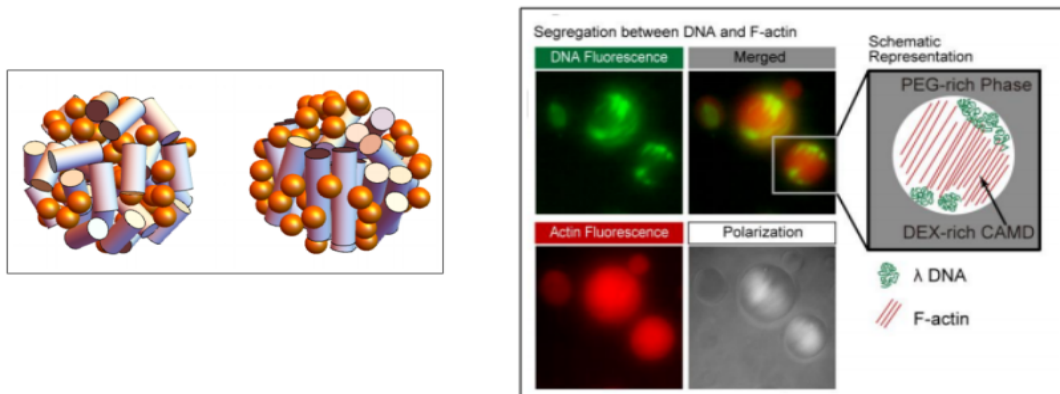 Segregation between DNA and F-actin
DNA Fluorescence
Merged
Actin Fluorescence
Polarization
Schematic
Representation
PEG-rich Phase
DEX-rich CAMD
λ DNA
F-actin